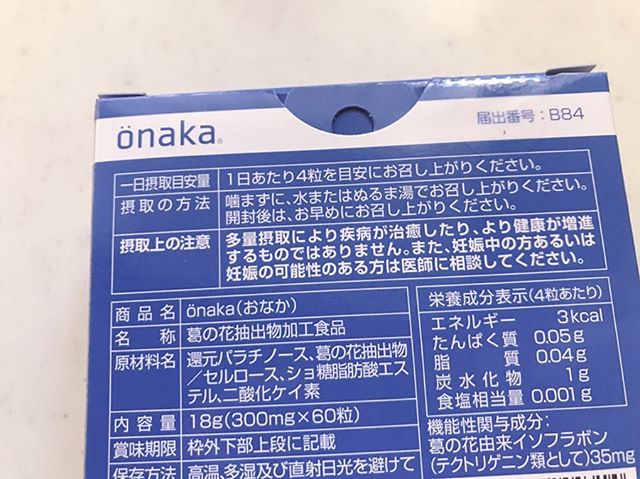 önaka®
届出番号：B84
一日摂取目安量 1日あたり4粒を目安にお召し上がりください。
摂取の方法 噛まずに、水またはぬるま湯でお召し上がりください。
開封後は、お早めにお召し上がりください。
摂取上の注意 多量摂取により疾病が治癒したり、より健康が増進
するものではありません。また、妊娠中の方あるいは
妊娠の可能性のある方は医師に相談してください。
商品名 önaka（おなか）
名称 葛の花抽出物加工食品
原材料名 還元パラチノース、葛の花抽出物
／セルロース、ショ糖脂肪酸エス
テル、二酸化ケイ素
内容量 18g（300mg×60粒）
賞味期限 枠外下部上段に記載
保存方法 高温、多湿及び直射日光を避けて
栄養成分表示（4粒あたり）
エネルギー 3kcal
たんぱく質 0.05g
脂質 0.04g
炭水化物 1g
食塩相当量 0.001g
機能性関与成分：
葛の花由来イソフラボン
（テクトリゲニン類として）35mg